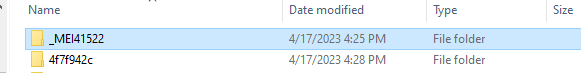 Name Date modified Type Size
_MEI41522 4/17/2023 4:25 PM File folder
4f7f942c 4/17/2023 4:28 PM File folder